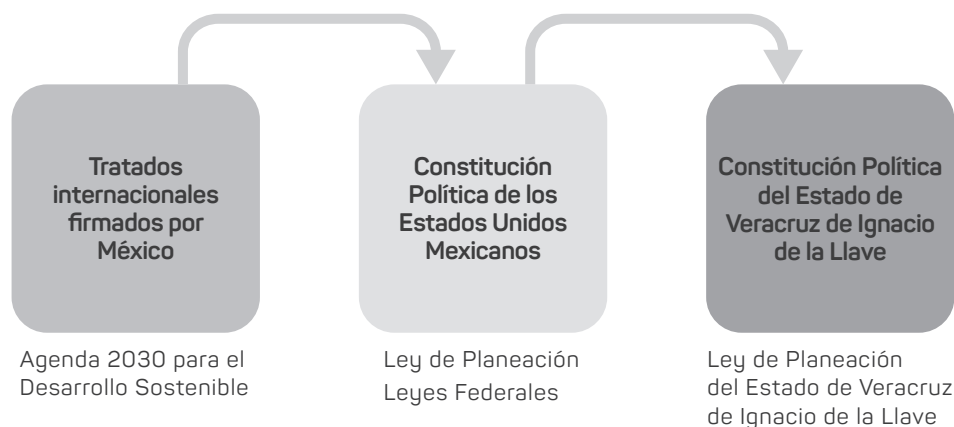 Tratados
internacionales
firmados por
México
Constitución
Política de los
Estados Unidos
Mexicanos
Constitución Política
del Estado de
Veracruz de Ignacio
de la Llave
Agenda 2030 para el
Desarrollo Sostenible
Ley de Planeación
Leyes Federales
Ley de Planeación
del Estado de Veracruz
de Ignacio de la Llave